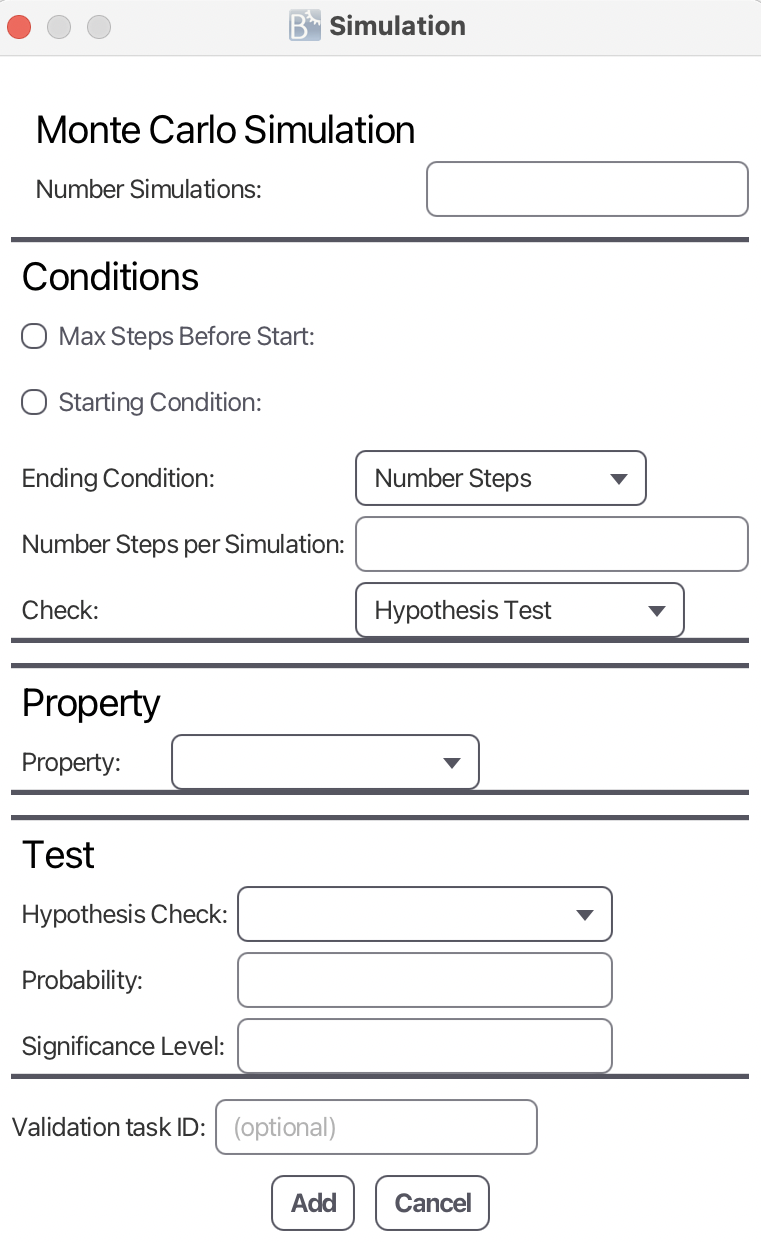 Simulation
Monte Carlo Simulation
Number Simulations:
Conditions
Max Steps Before Start:
Starting Condition:
Ending Condition: Number Steps
Number Steps per Simulation:
Check: Hypothesis Test
Property
Property:
Test
Hypothesis Check:
Probability:
Significance Level:
Validation task ID: (optional)
Add Cancel